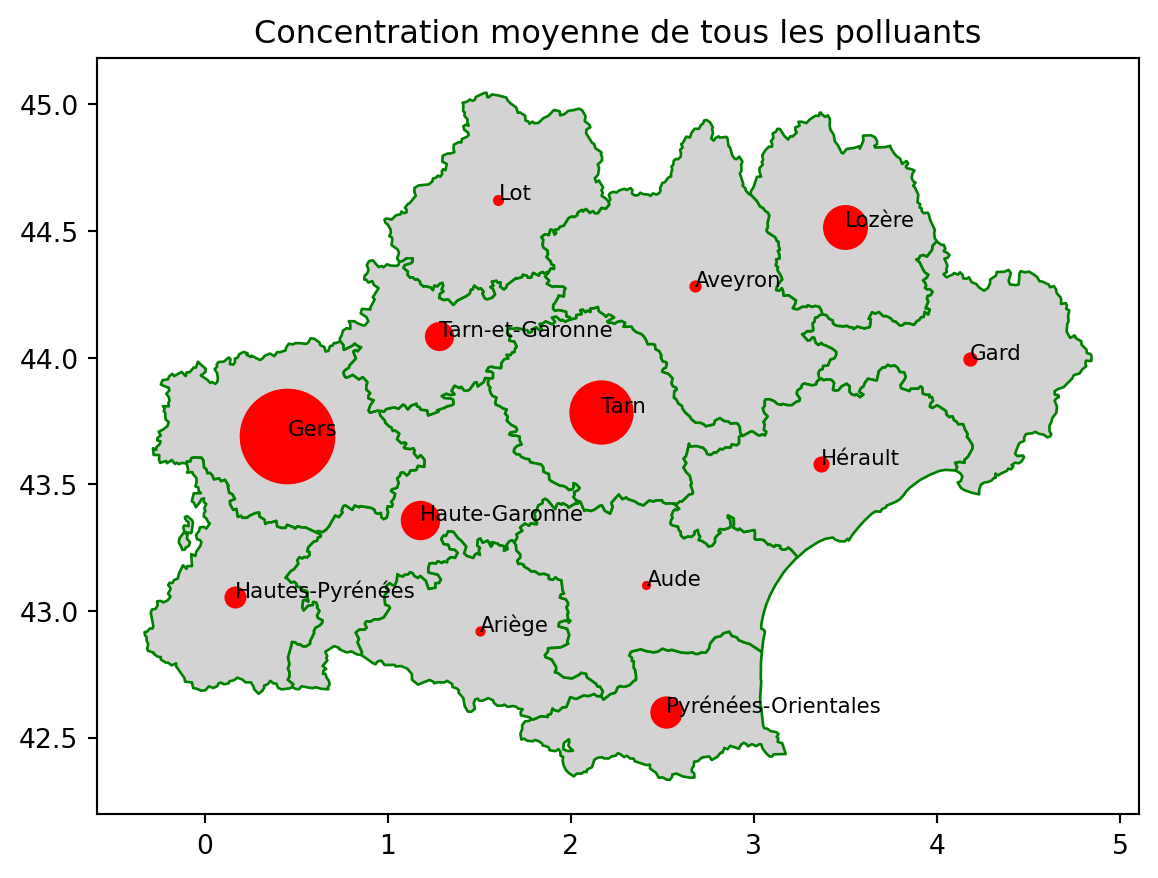 Concentration moyenne de tous les polluants
45.0
44.5
44.0
43.5
43.0
42.5
Lot
Lozère
Aveyron
Tarn-et-Garonne
Gard
Tarn
Gers
Hérault
Haute-Garonne
Hautes-Pyrénées
Aude
Ariège
Pyrénées-Orientales
0 1 2 3 4 5